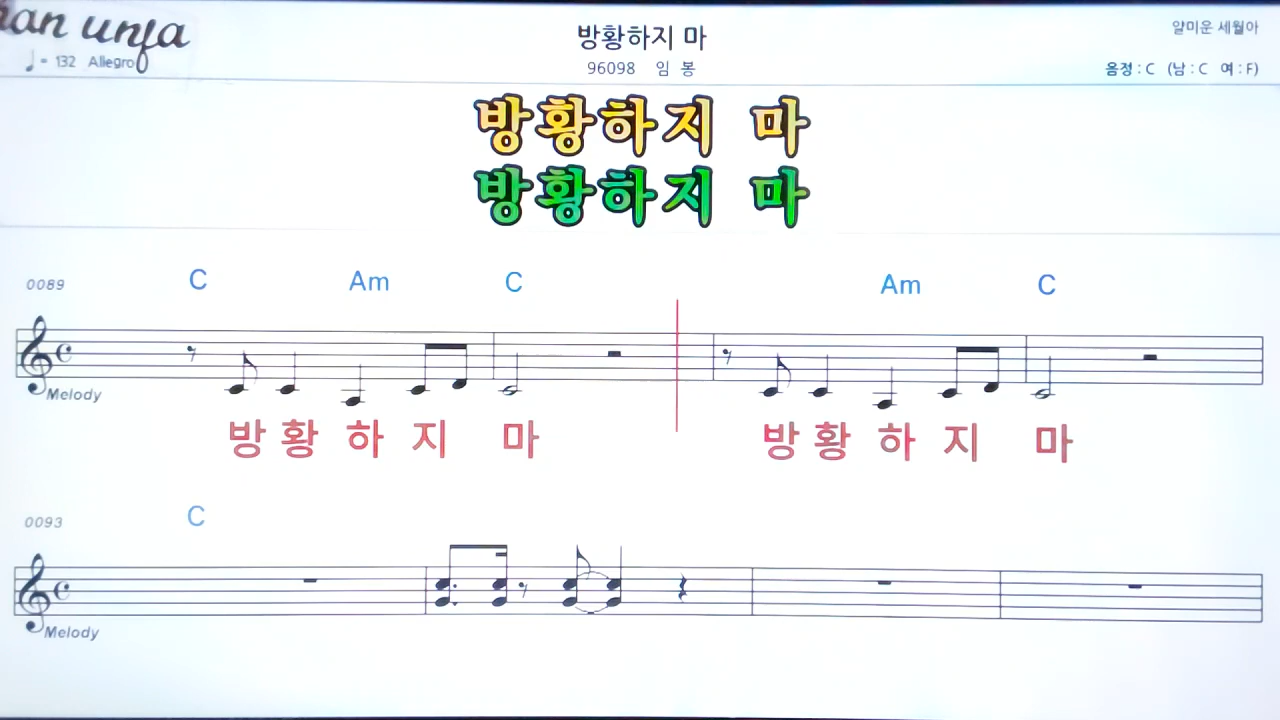 an unja
방황하지 마
얄미운 세월아
♩= 132 Allegro
96098 임 봉
음정 : C (남 : C 여 : F)
방황하지 마
방황하지 마
0089 C Am C Am C
Melody
방 황 하 지 마 방 황 하 지 마
0093 C
Melody